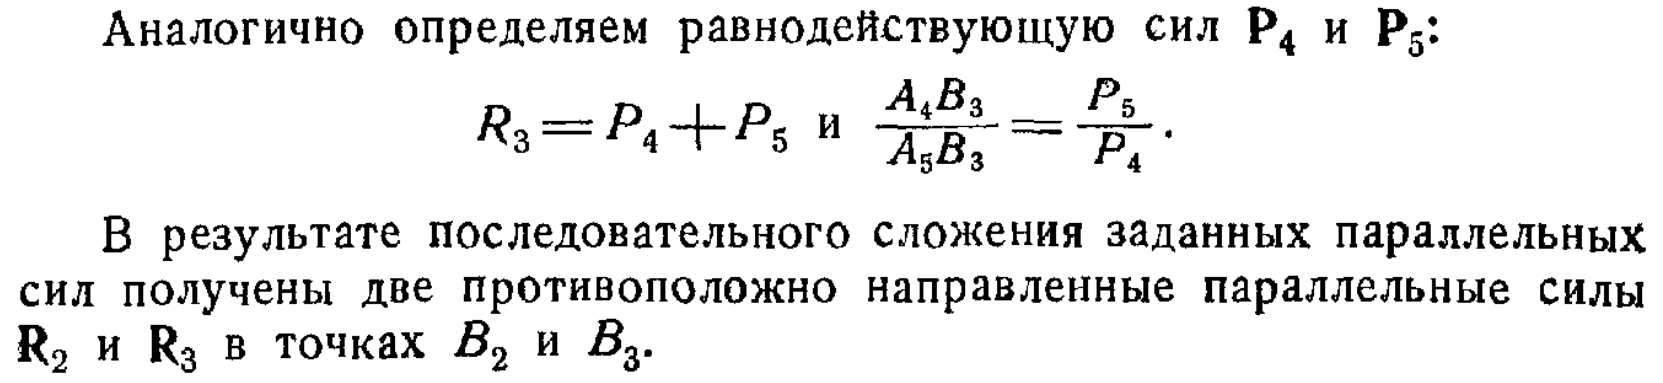 Аналогично определяем равнодействующую сил P₄ и P₅:
R₃ = P₄ + P₅ и A₄B₃/A₅B₃ = P₅/P₄.
В результате последовательного сложения заданных параллельных
сил получены две противоположно направленные параллельные силы
R₂ и R₃ в точках B₂ и B₃.